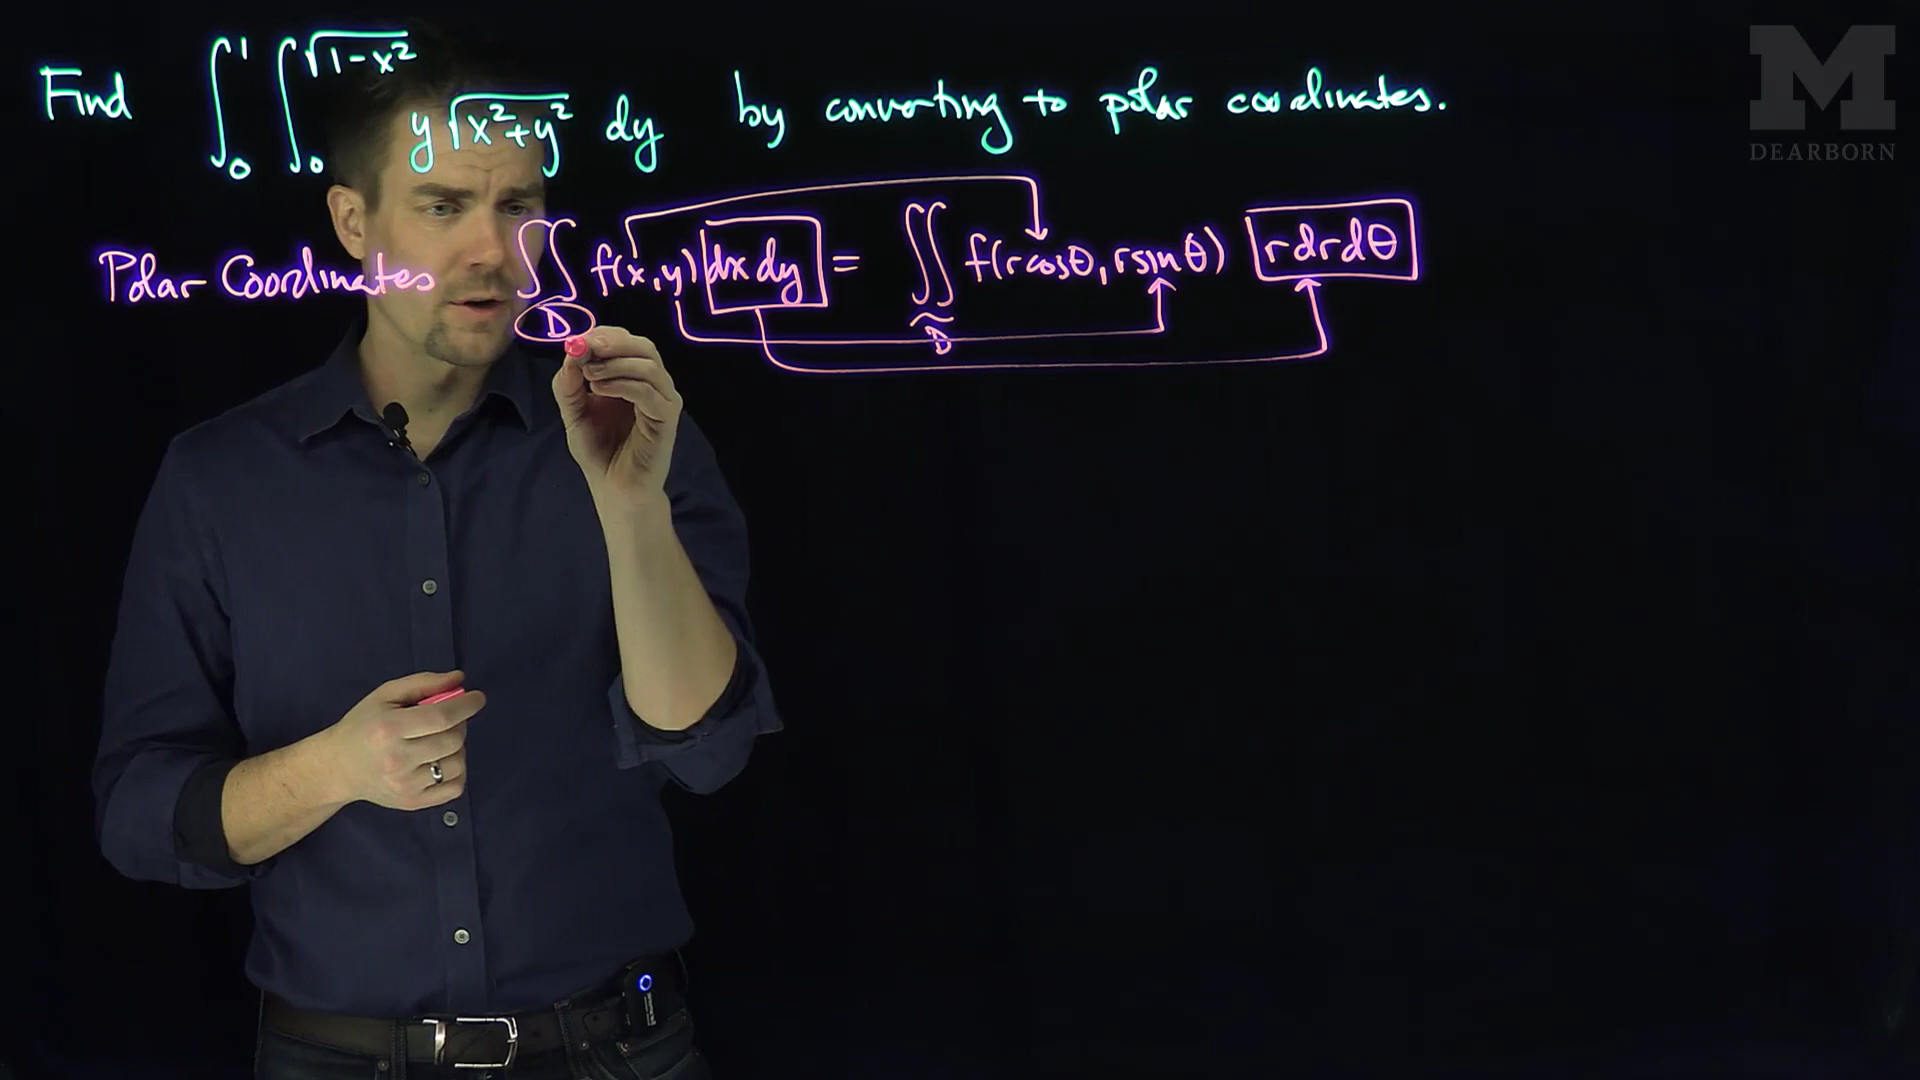 Find ∫₀¹ ∫₀^√(1-x²) y√(x²+y²) dy by converting to polar coordinates.
Polar Coordinates ∬_D f(x,y) dx dy = ∬_D̃ f(r cosθ, r sinθ) r dr dθ
M
DEARBORN